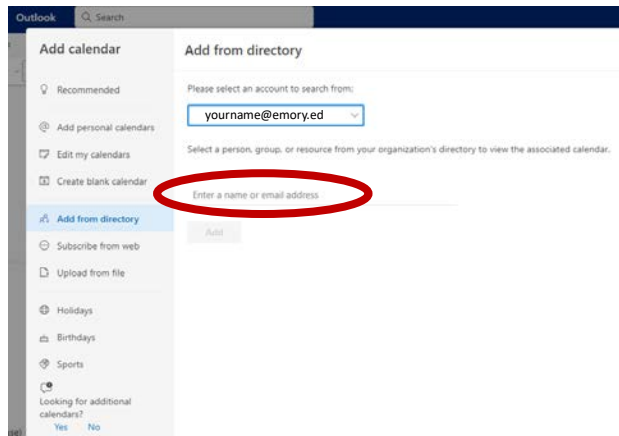 Outlook
Search
Add calendar
Recommended
Add personal calendars
Edit my calendars
Create blank calendar
Add from directory
Subscribe from web
Upload from file
Holidays
Birthdays
Sports
Looking for additional
calendars?
Yes No
Add from directory
Please select an account to search from:
yourname@emory.ed
Select a person, group, or resource from your organization's directory to view the associated calendar.
Enter a name or email address
Add